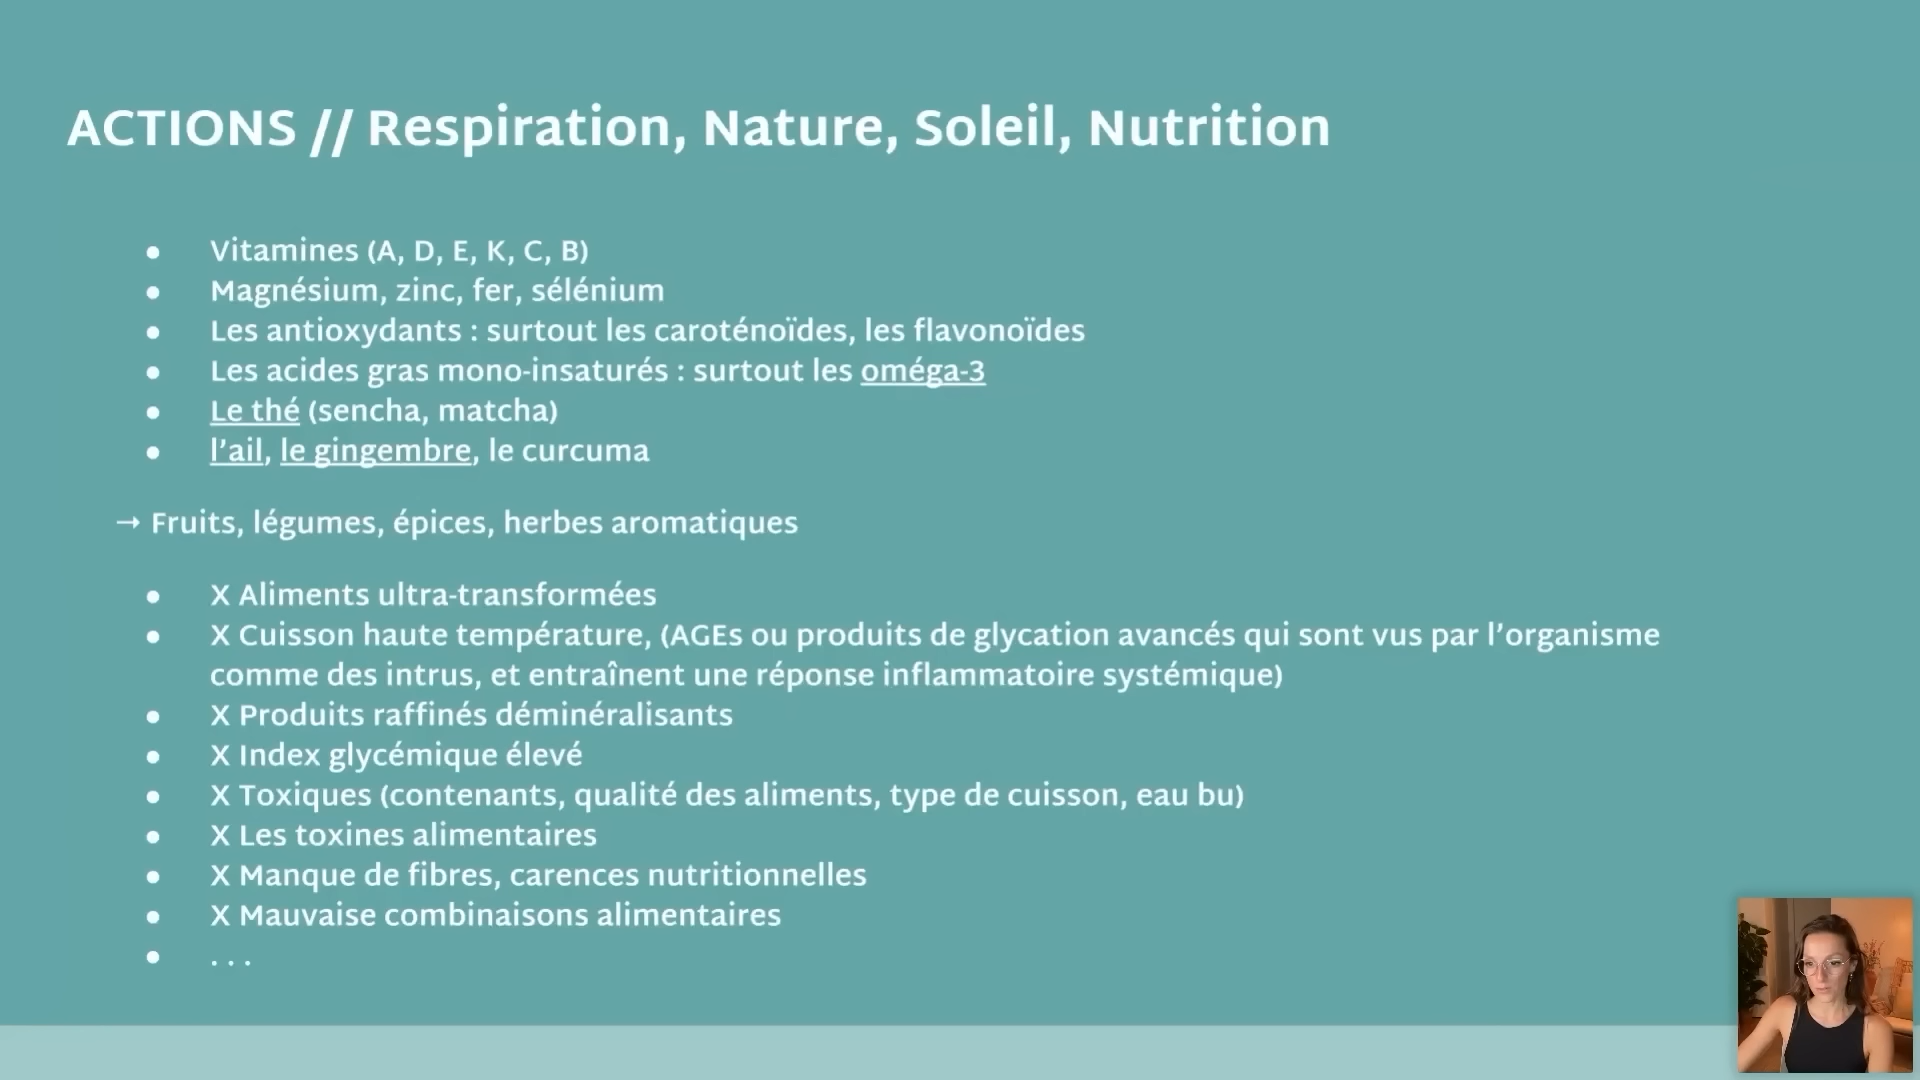 ACTIONS // Respiration, Nature, Soleil, Nutrition
● Vitamines (A, D, E, K, C, B)
● Magnésium, zinc, fer, sélénium
● Les antioxydants : surtout les caroténoïdes, les flavonoïdes
● Les acides gras mono-insaturés : surtout les oméga-3
● Le thé (sencha, matcha)
● l’ail, le gingembre, le curcuma
→ Fruits, légumes, épices, herbes aromatiques
● X Aliments ultra-transformées
● X Cuisson haute température, (AGEs ou produits de glycation avancés qui sont vus par l’organisme
comme des intrus, et entraînent une réponse inflammatoire systémique)
● X Produits raffinés déminéralisants
● X Index glycémique élevé
● X Toxiques (contenants, qualité des aliments, type de cuisson, eau bu)
● X Les toxines alimentaires
● X Manque de fibres, carences nutritionnelles
● X Mauvaise combinaisons alimentaires
● . . .